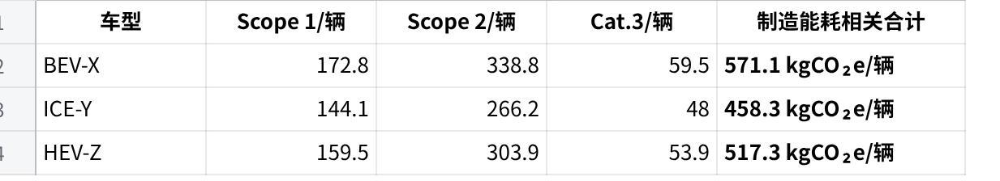 1 车型 Scope 1/辆 Scope 2/辆 Cat.3/辆 制造能耗相关合计
2 BEV-X 172.8 338.8 59.5 571.1 kgCO₂e/辆
3 ICE-Y 144.1 266.2 48 458.3 kgCO₂e/辆
4 HEV-Z 159.5 303.9 53.9 517.3 kgCO₂e/辆